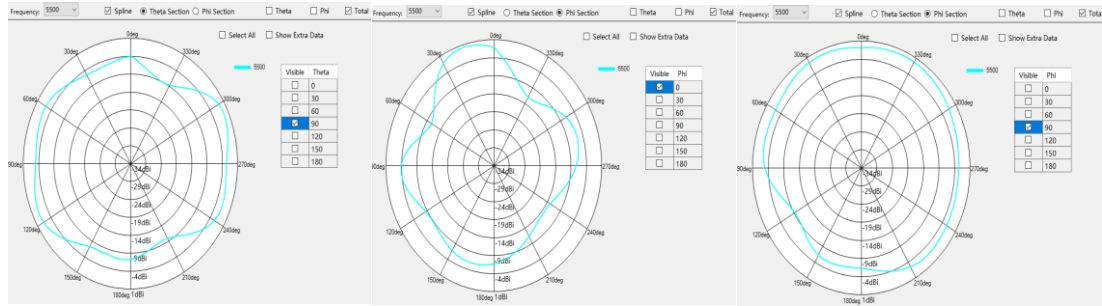 Frequency: 5500 Spline Theta Section Phi Section Theta Phi Total
Select All Show Extra Data
5500
Visible Theta
0
30
60
90
120
150
180
0deg
30deg
330deg
60deg
300deg
90deg
270deg
120deg
240deg
150deg
210deg
180deg 1dBi
-34dBi
-29dBi
-24dBi
-19dBi
-14dBi
-9dBi
-4dBi
Frequency: 5500 Spline Theta Section Phi Section Theta Phi Total
Select All Show Extra Data
5500
Visible Phi
0
30
60
90
120
150
180
0deg
30deg
330deg
60deg
300deg
270deg
120deg
240deg
150deg
210deg
180deg 1dBi
-34dBi
-29dBi
-24dBi
-19dBi
-14dBi
-9dBi
-4dBi
Frequency: 5500 Spline Theta Section Phi Section Theta Phi Total
Select All Show Extra Data
5500
Visible Phi
0
30
60
90
120
150
180
0deg
30deg
330deg
60deg
300deg
90deg
270deg
120deg
240deg
150deg
210deg
180deg 1dBi
-34dBi
-29dBi
-24dBi
-19dBi
-14dBi
-9dBi
-4dBi